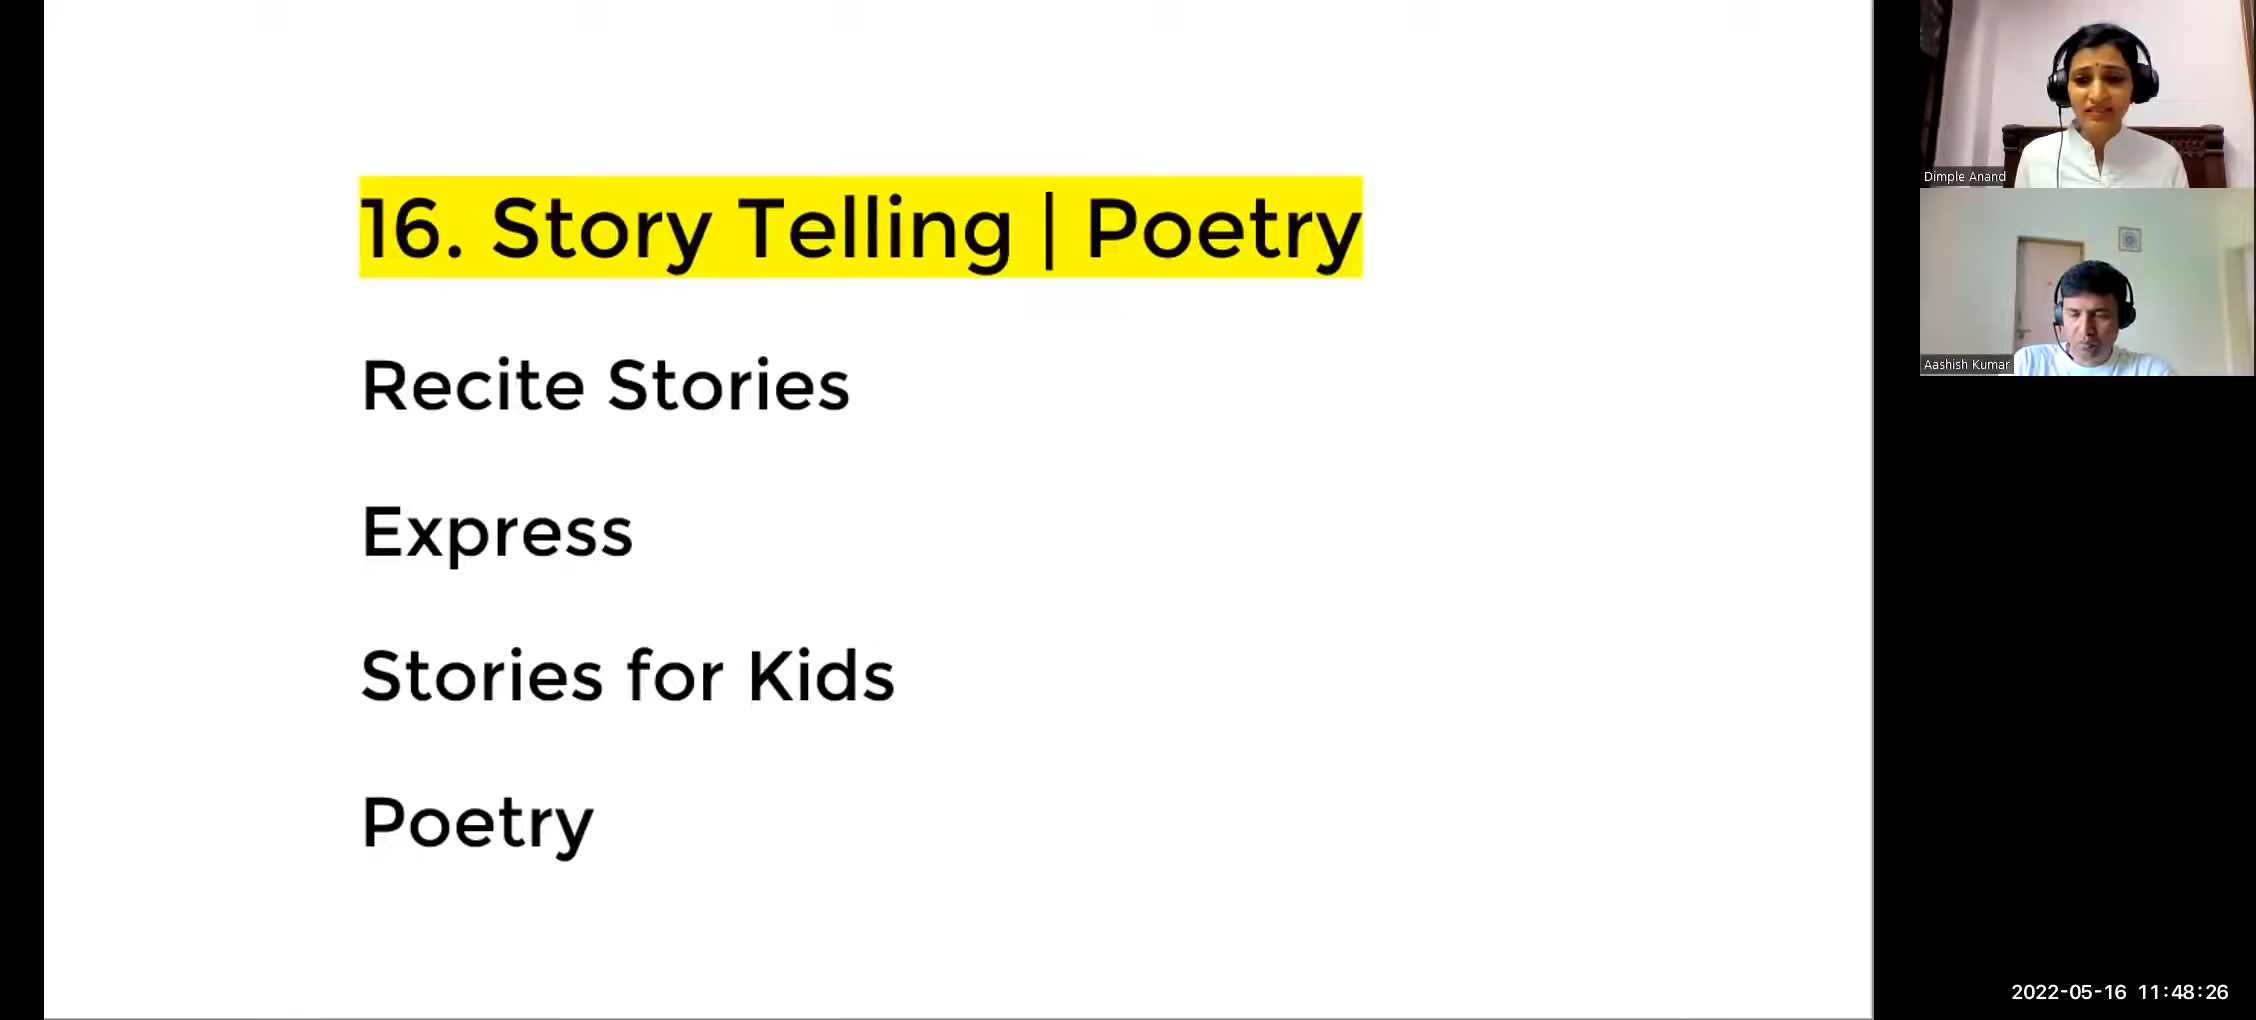 16. Story Telling | Poetry
Recite Stories
Express
Stories for Kids
Poetry
Dimple Anand
Aashish Kumar
2022-05-16 11:48:26